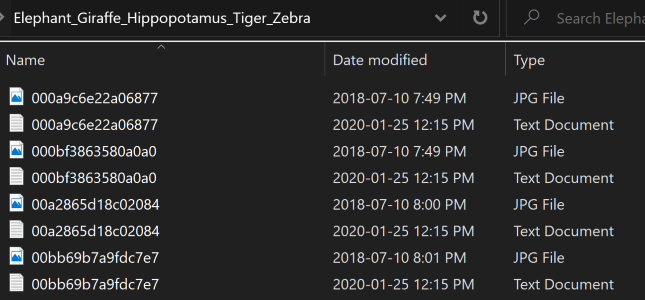 Elephant_Giraffe_Hippopotamus_Tiger_Zebra Search Elepha
Name Date modified Type
000a9c6e22a06877 2018-07-10 7:49 PM JPG File
000a9c6e22a06877 2020-01-25 12:15 PM Text Document
000bf3863580a0a0 2018-07-10 7:49 PM JPG File
000bf3863580a0a0 2020-01-25 12:15 PM Text Document
00a2865d18c02084 2018-07-10 8:00 PM JPG File
00a2865d18c02084 2020-01-25 12:15 PM Text Document
00bb69b7a9fdc7e7 2018-07-10 8:01 PM JPG File
00bb69b7a9fdc7e7 2020-01-25 12:15 PM Text Document